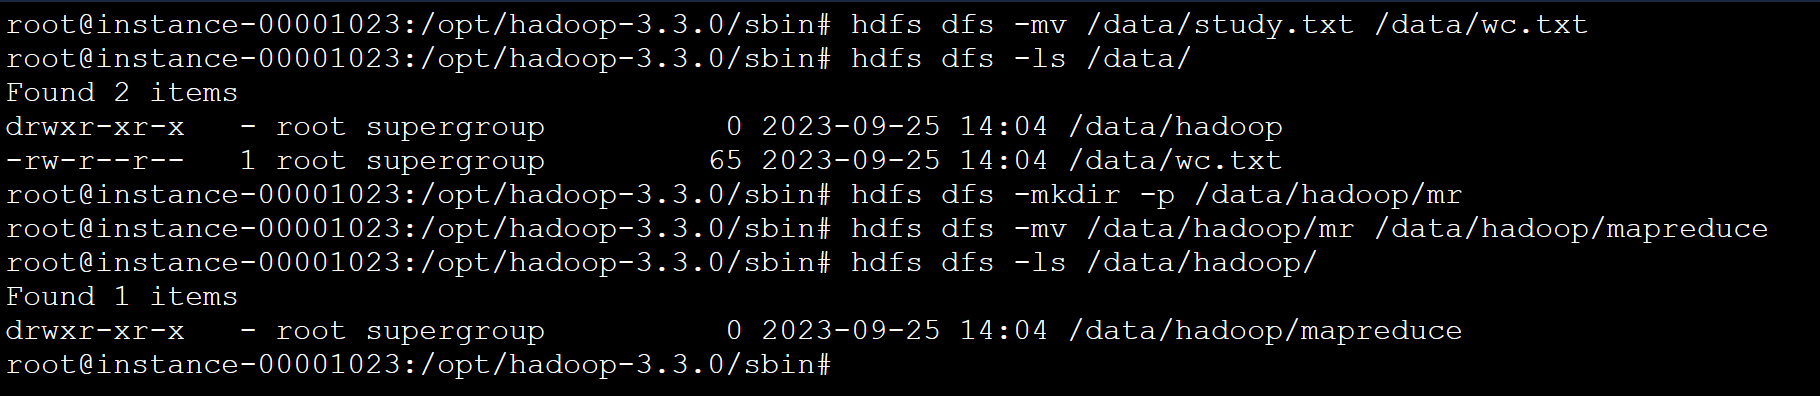 root@instance-00001023:/opt/hadoop-3.3.0/sbin# hdfs dfs -mv /data/study.txt /data/wc.txt
root@instance-00001023:/opt/hadoop-3.3.0/sbin# hdfs dfs -ls /data/
Found 2 items
drwxr-xr-x   - root supergroup          0 2023-09-25 14:04 /data/hadoop
-rw-r--r--   1 root supergroup         65 2023-09-25 14:04 /data/wc.txt
root@instance-00001023:/opt/hadoop-3.3.0/sbin# hdfs dfs -mkdir -p /data/hadoop/mr
root@instance-00001023:/opt/hadoop-3.3.0/sbin# hdfs dfs -mv /data/hadoop/mr /data/hadoop/mapreduce
root@instance-00001023:/opt/hadoop-3.3.0/sbin# hdfs dfs -ls /data/hadoop/
Found 1 items
drwxr-xr-x   - root supergroup          0 2023-09-25 14:04 /data/hadoop/mapreduce
root@instance-00001023:/opt/hadoop-3.3.0/sbin#